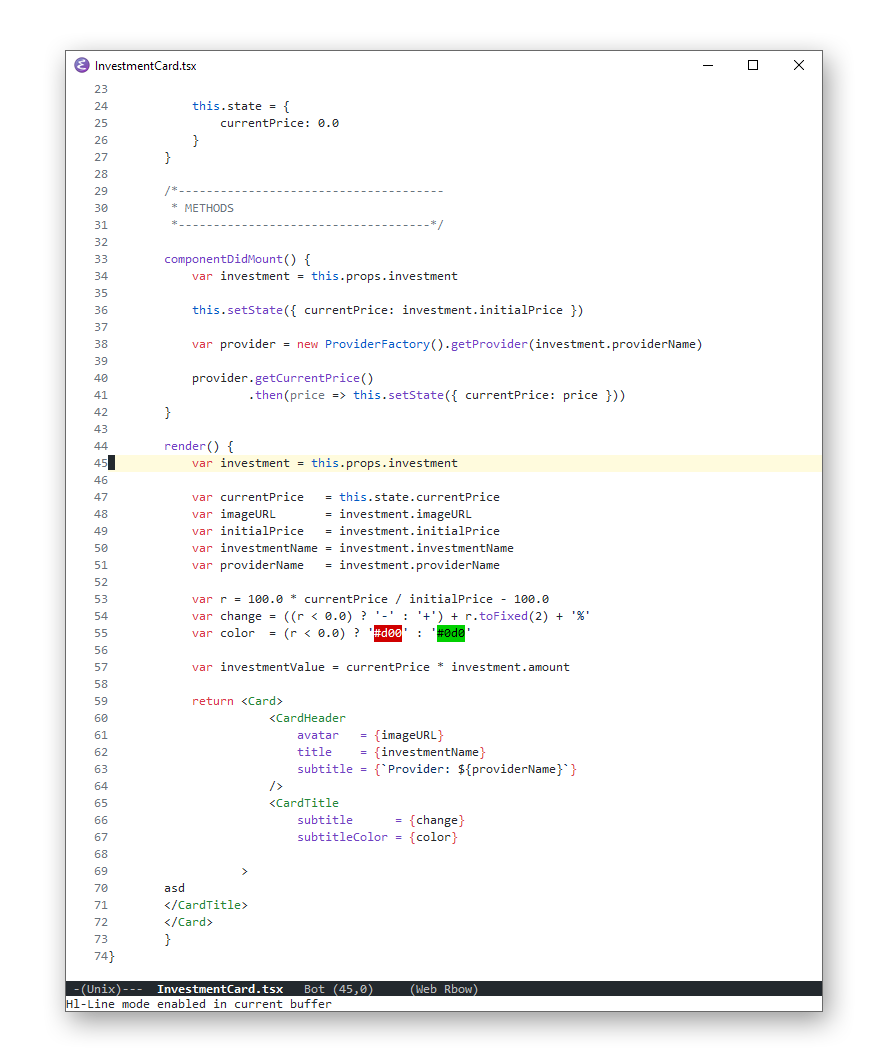 InvestmentCard.tsx
23
24            this.state = {
25                currentPrice: 0.0
26            }
27        }
28
29        /*--------------------------------------
30         * METHODS
31         *------------------------------------*/
32
33        componentDidMount() {
34            var investment = this.props.investment
35
36            this.setState({ currentPrice: investment.initialPrice })
37
38            var provider = new ProviderFactory().getProvider(investment.providerName)
39
40            provider.getCurrentPrice()
41                    .then(price => this.setState({ currentPrice: price }))
42        }
43
44        render() {
45            var investment = this.props.investment
46
47            var currentPrice   = this.state.currentPrice
48            var imageURL       = investment.imageURL
49            var initialPrice   = investment.initialPrice
50            var investmentName = investment.investmentName
51            var providerName   = investment.providerName
52
53            var r = 100.0 * currentPrice / initialPrice - 100.0
54            var change = ((r < 0.0) ? '-' : '+') + r.toFixed(2) + '%'
55            var color  = (r < 0.0) ? '#d00' : '#0d0'
56
57            var investmentValue = currentPrice * investment.amount
58
59            return <Card>
60                       <CardHeader
61                           avatar   = {imageURL}
62                           title    = {investmentName}
63                           subtitle = {`Provider: ${providerName}`}
64                       />
65                       <CardTitle
66                           subtitle      = {change}
67                           subtitleColor = {color}
68
69                   >
70        asd
71        </CardTitle>
72        </Card>
73        }
74}
-(Unix)---  InvestmentCard.tsx   Bot (45,0)     (Web Rbow)
Hl-Line mode enabled in current buffer